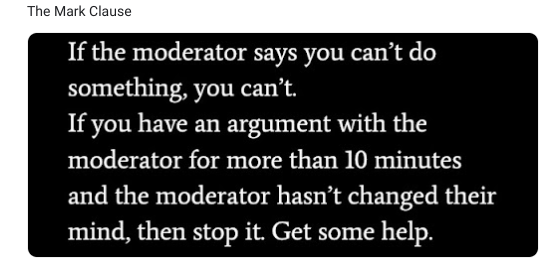 The Mark Clause
If the moderator says you can’t do
something, you can’t.
If you have an argument with the
moderator for more than 10 minutes
and the moderator hasn’t changed their
mind, then stop it. Get some help.